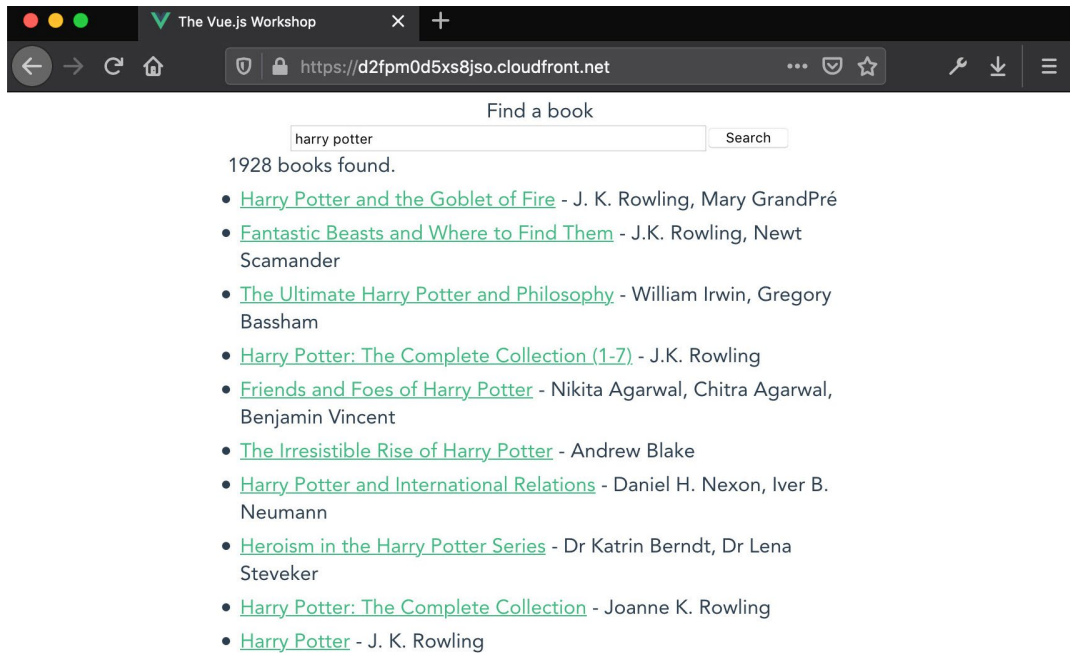 The Vue.js Workshop
https://d2fpm0d5xs8jso.cloudfront.net
Find a book
harry potter Search
1928 books found.
• Harry Potter and the Goblet of Fire - J. K. Rowling, Mary GrandPré
• Fantastic Beasts and Where to Find Them - J.K. Rowling, Newt
Scamander
• The Ultimate Harry Potter and Philosophy - William Irwin, Gregory
Bassham
• Harry Potter: The Complete Collection (1-7) - J.K. Rowling
• Friends and Foes of Harry Potter - Nikita Agarwal, Chitra Agarwal,
Benjamin Vincent
• The Irresistible Rise of Harry Potter - Andrew Blake
• Harry Potter and International Relations - Daniel H. Nexon, Iver B.
Neumann
• Heroism in the Harry Potter Series - Dr Katrin Berndt, Dr Lena
Steveker
• Harry Potter: The Complete Collection - Joanne K. Rowling
• Harry Potter - J. K. Rowling